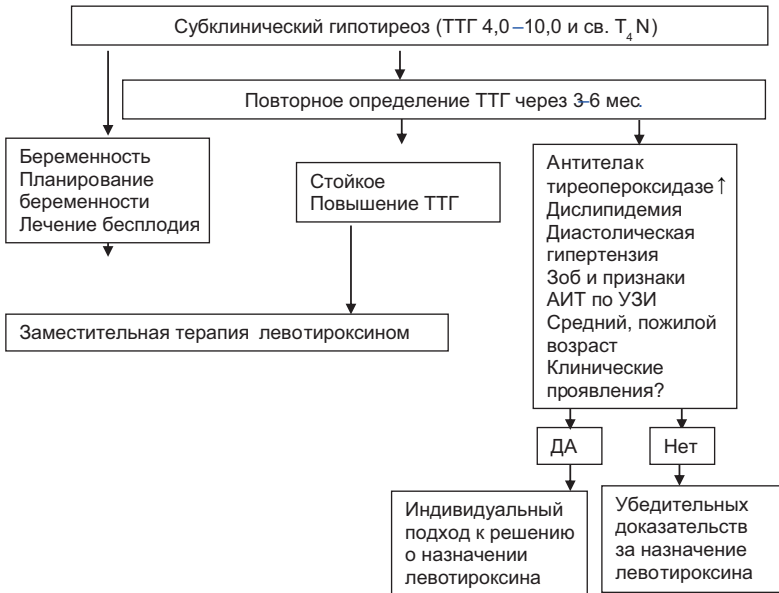 Субклинический гипотиреоз (ТТГ 4,0–10,0 и св. T4 N)
Повторное определение ТТГ через 3–6 мес.
Беременность
Планирование
беременности
Лечение бесплодия
Стойкое
Повышение ТТГ
Антителак
тиреопероксидазе↑
Дислипидемия
Диастолическая
гипертензия
Зоб и признаки
АИТ по УЗИ
Средний, пожилой
возраст
Клинические
проявления?
Заместительная терапия левотироксином
ДА
Нет
Индивидуальный
подход к решению
о назначении
левотироксина
Убедительных
доказательств
за назначение
левотироксина